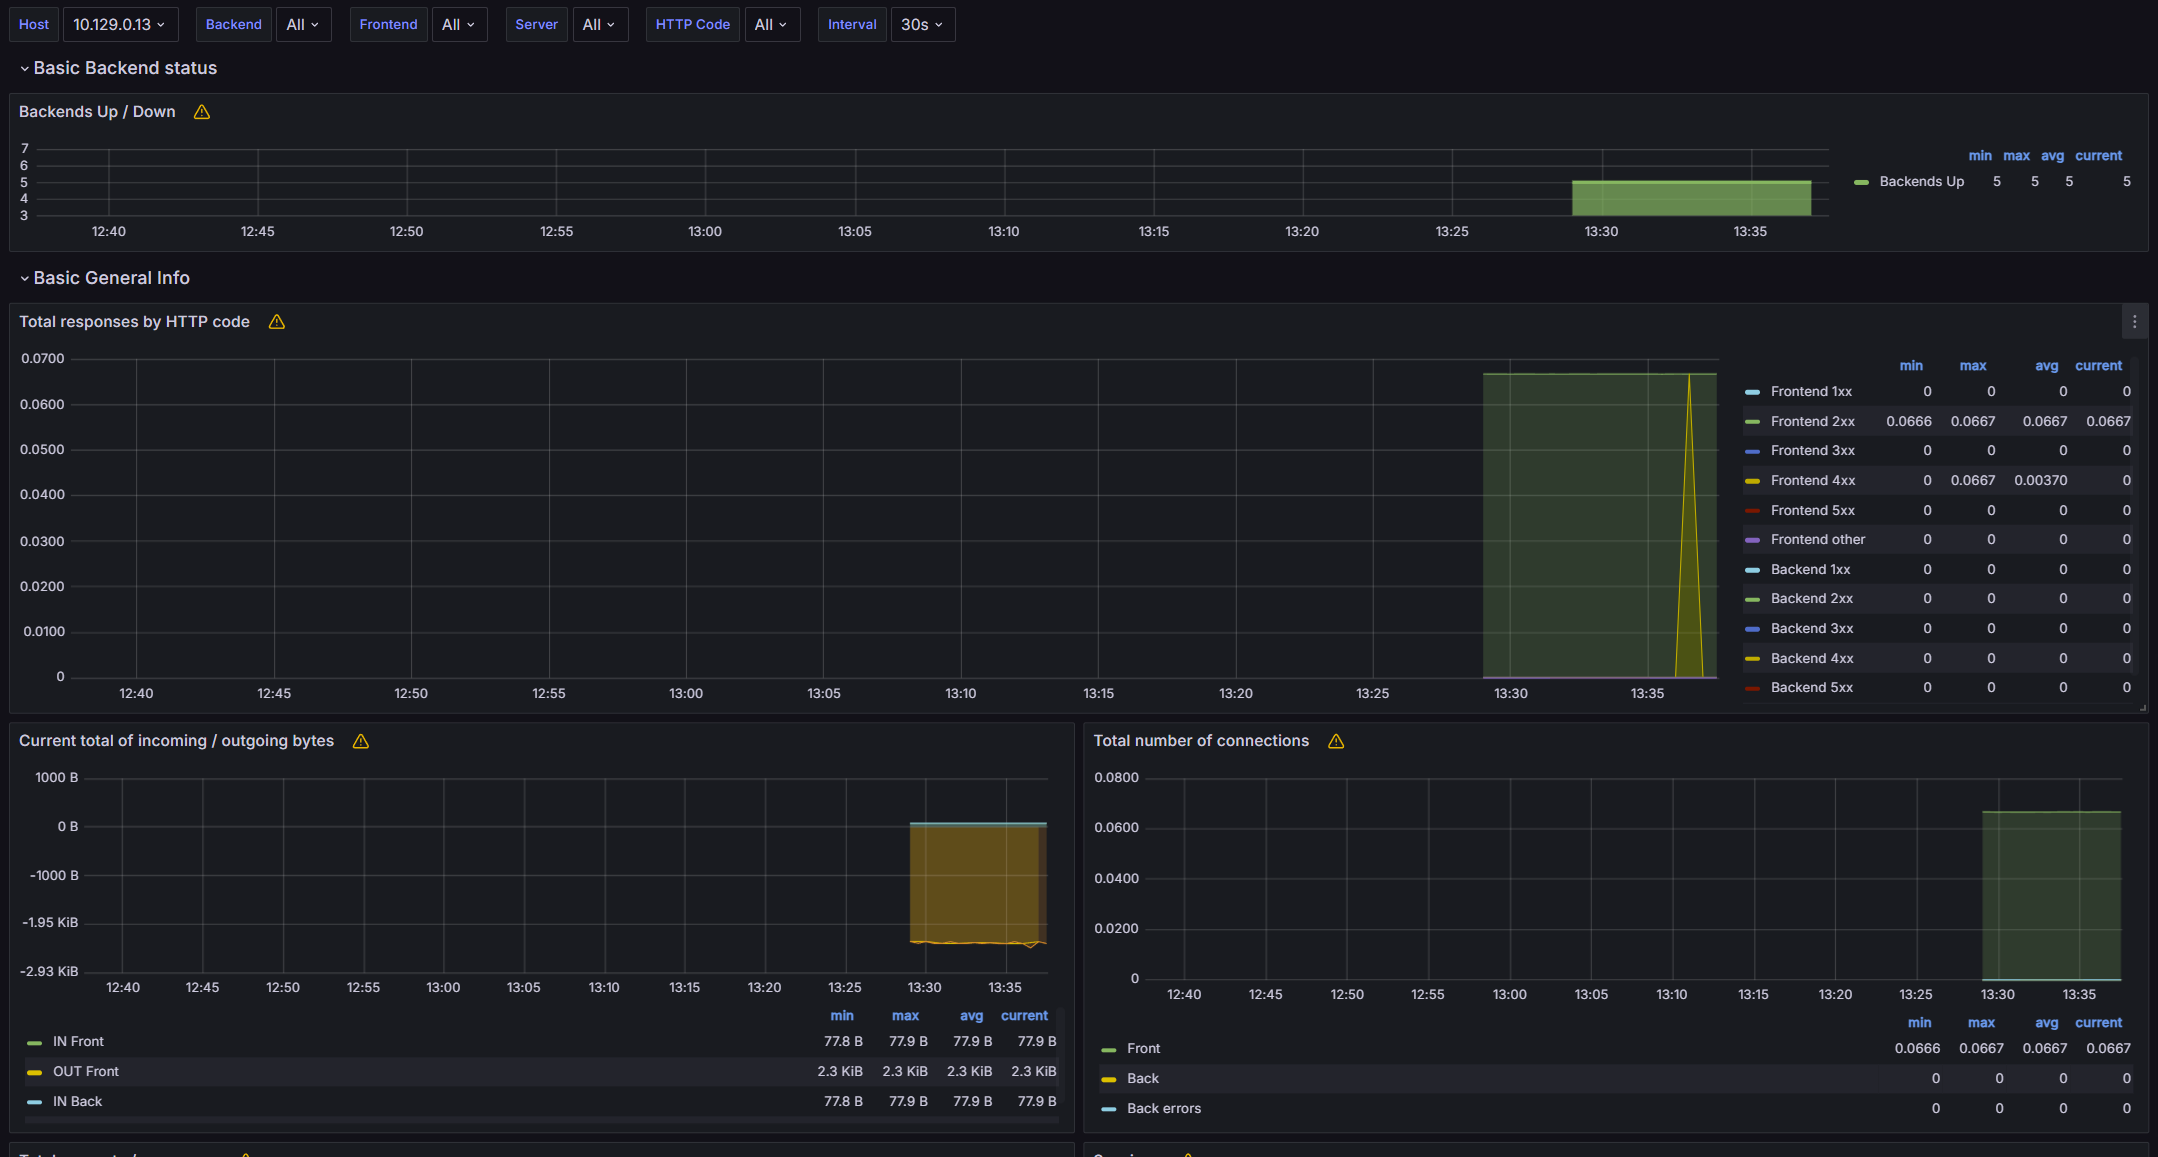 Host 10.129.0.13 Backend All Frontend All Server All HTTP Code All Interval 30s
Basic Backend status
Backends Up / Down
7
6
5
4
3
12:40 12:45 12:50 12:55 13:00 13:05 13:10 13:15 13:20 13:25 13:30 13:35
min max avg current
Backends Up 5 5 5 5
Basic General Info
Total responses by HTTP code
0.0700
0.0600
0.0500
0.0400
0.0300
0.0200
0.0100
0
12:40 12:45 12:50 12:55 13:00 13:05 13:10 13:15 13:20 13:25 13:30 13:35
min max avg current
Frontend 1xx 0 0 0 0
Frontend 2xx 0.0666 0.0667 0.0667 0.0667
Frontend 3xx 0 0 0 0
Frontend 4xx 0 0.0667 0.00370 0
Frontend 5xx 0 0 0 0
Frontend other 0 0 0 0
Backend 1xx 0 0 0 0
Backend 2xx 0 0 0 0
Backend 3xx 0 0 0 0
Backend 4xx 0 0 0 0
Backend 5xx 0 0 0 0
Current total of incoming / outgoing bytes
1000 B
0 B
-1000 B
-1.95 KiB
-2.93 KiB
12:40 12:45 12:50 12:55 13:00 13:05 13:10 13:15 13:20 13:25 13:30 13:35
min max avg current
IN Front 77.8 B 77.9 B 77.9 B 77.9 B
OUT Front 2.3 KiB 2.3 KiB 2.3 KiB 2.3 KiB
IN Back 77.8 B 77.9 B 77.9 B 77.9 B
Total number of connections
0.0800
0.0600
0.0400
0.0200
0
12:40 12:45 12:50 12:55 13:00 13:05 13:10 13:15 13:20 13:25 13:30 13:35
min max avg current
Front 0.0666 0.0667 0.0667 0.0667
Back 0 0 0 0
Back errors 0 0 0 0